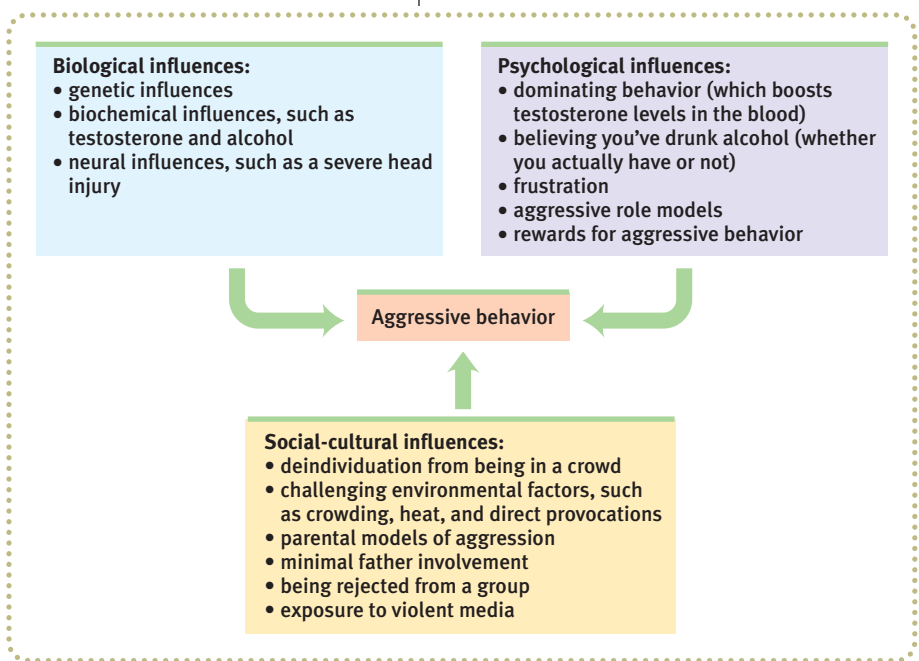 Biological influences:
• genetic influences
• biochemical influences, such as
testosterone and alcohol
• neural influences, such as a severe head
injury
Psychological influences:
• dominating behavior (which boosts
testosterone levels in the blood)
• believing you’ve drunk alcohol (whether
you actually have or not)
• frustration
• aggressive role models
• rewards for aggressive behavior
Aggressive behavior
Social-cultural influences:
• deindividuation from being in a crowd
• challenging environmental factors, such
as crowding, heat, and direct provocations
• parental models of aggression
• minimal father involvement
• being rejected from a group
• exposure to violent media